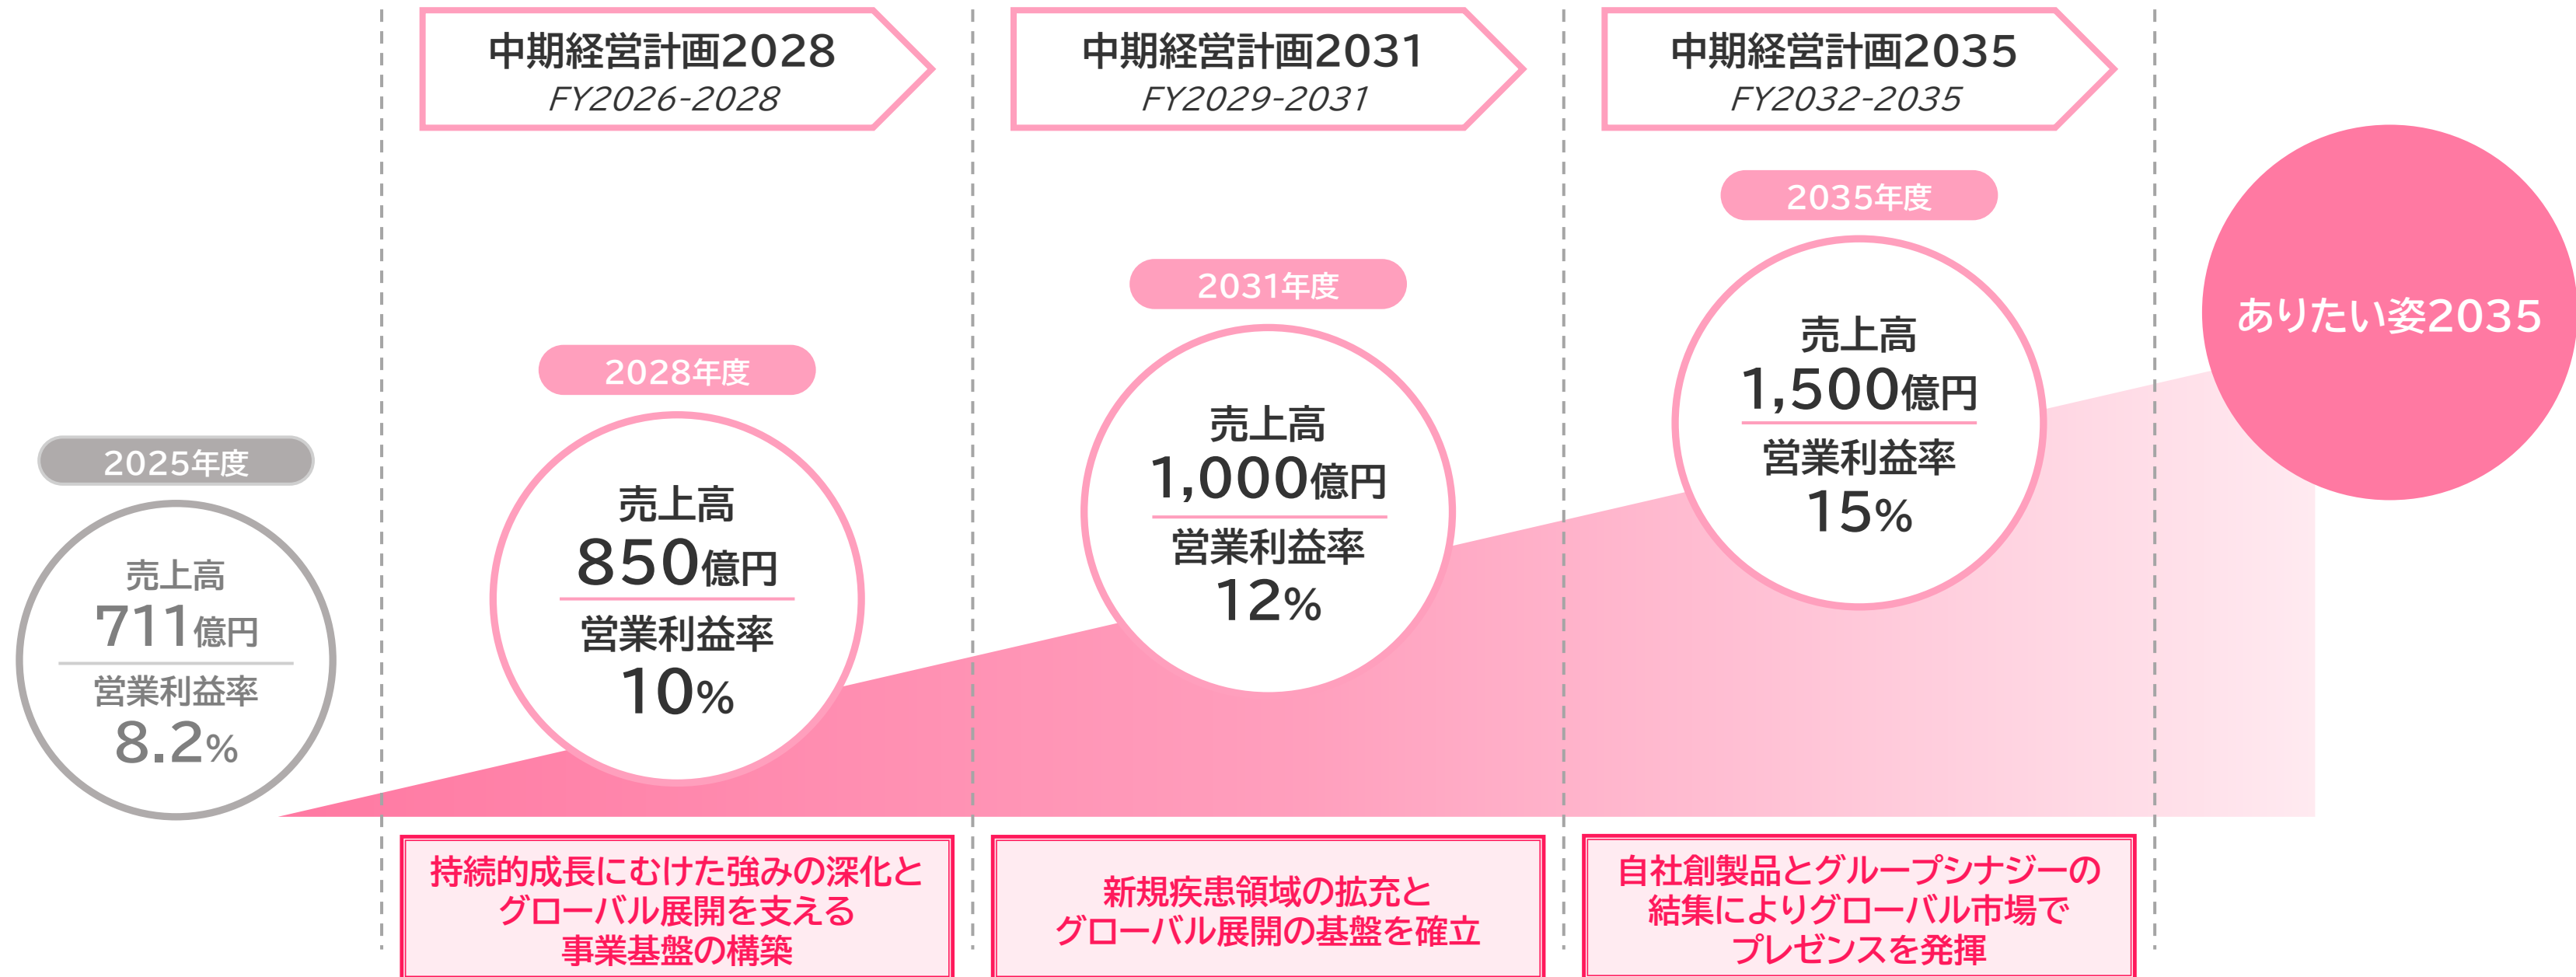 中期経営計画2028
FY2026-2028
中期経営計画2031
FY2029-2031
中期経営計画2035
FY2032-2035
2025年度
売上高
711億円
営業利益率
8.2%
2028年度
売上高
850億円
営業利益率
10%
2031年度
売上高
1,000億円
営業利益率
12%
2035年度
売上高
1,500億円
営業利益率
15%
ありたい姿2035
持続的成長にむけた強みの深化と
グローバル展開を支える
事業基盤の構築
新規疾患領域の拡充と
グローバル展開の基盤を確立
自社創製品とグループシナジーの
結集によりグローバル市場で
プレゼンスを発揮